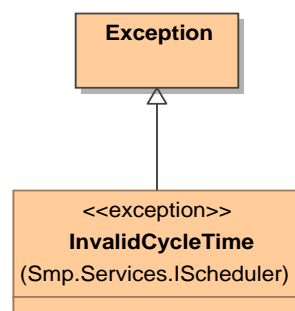 Exception
<<exception>>
InvalidCycleTime
(Smp.Services.IScheduler)